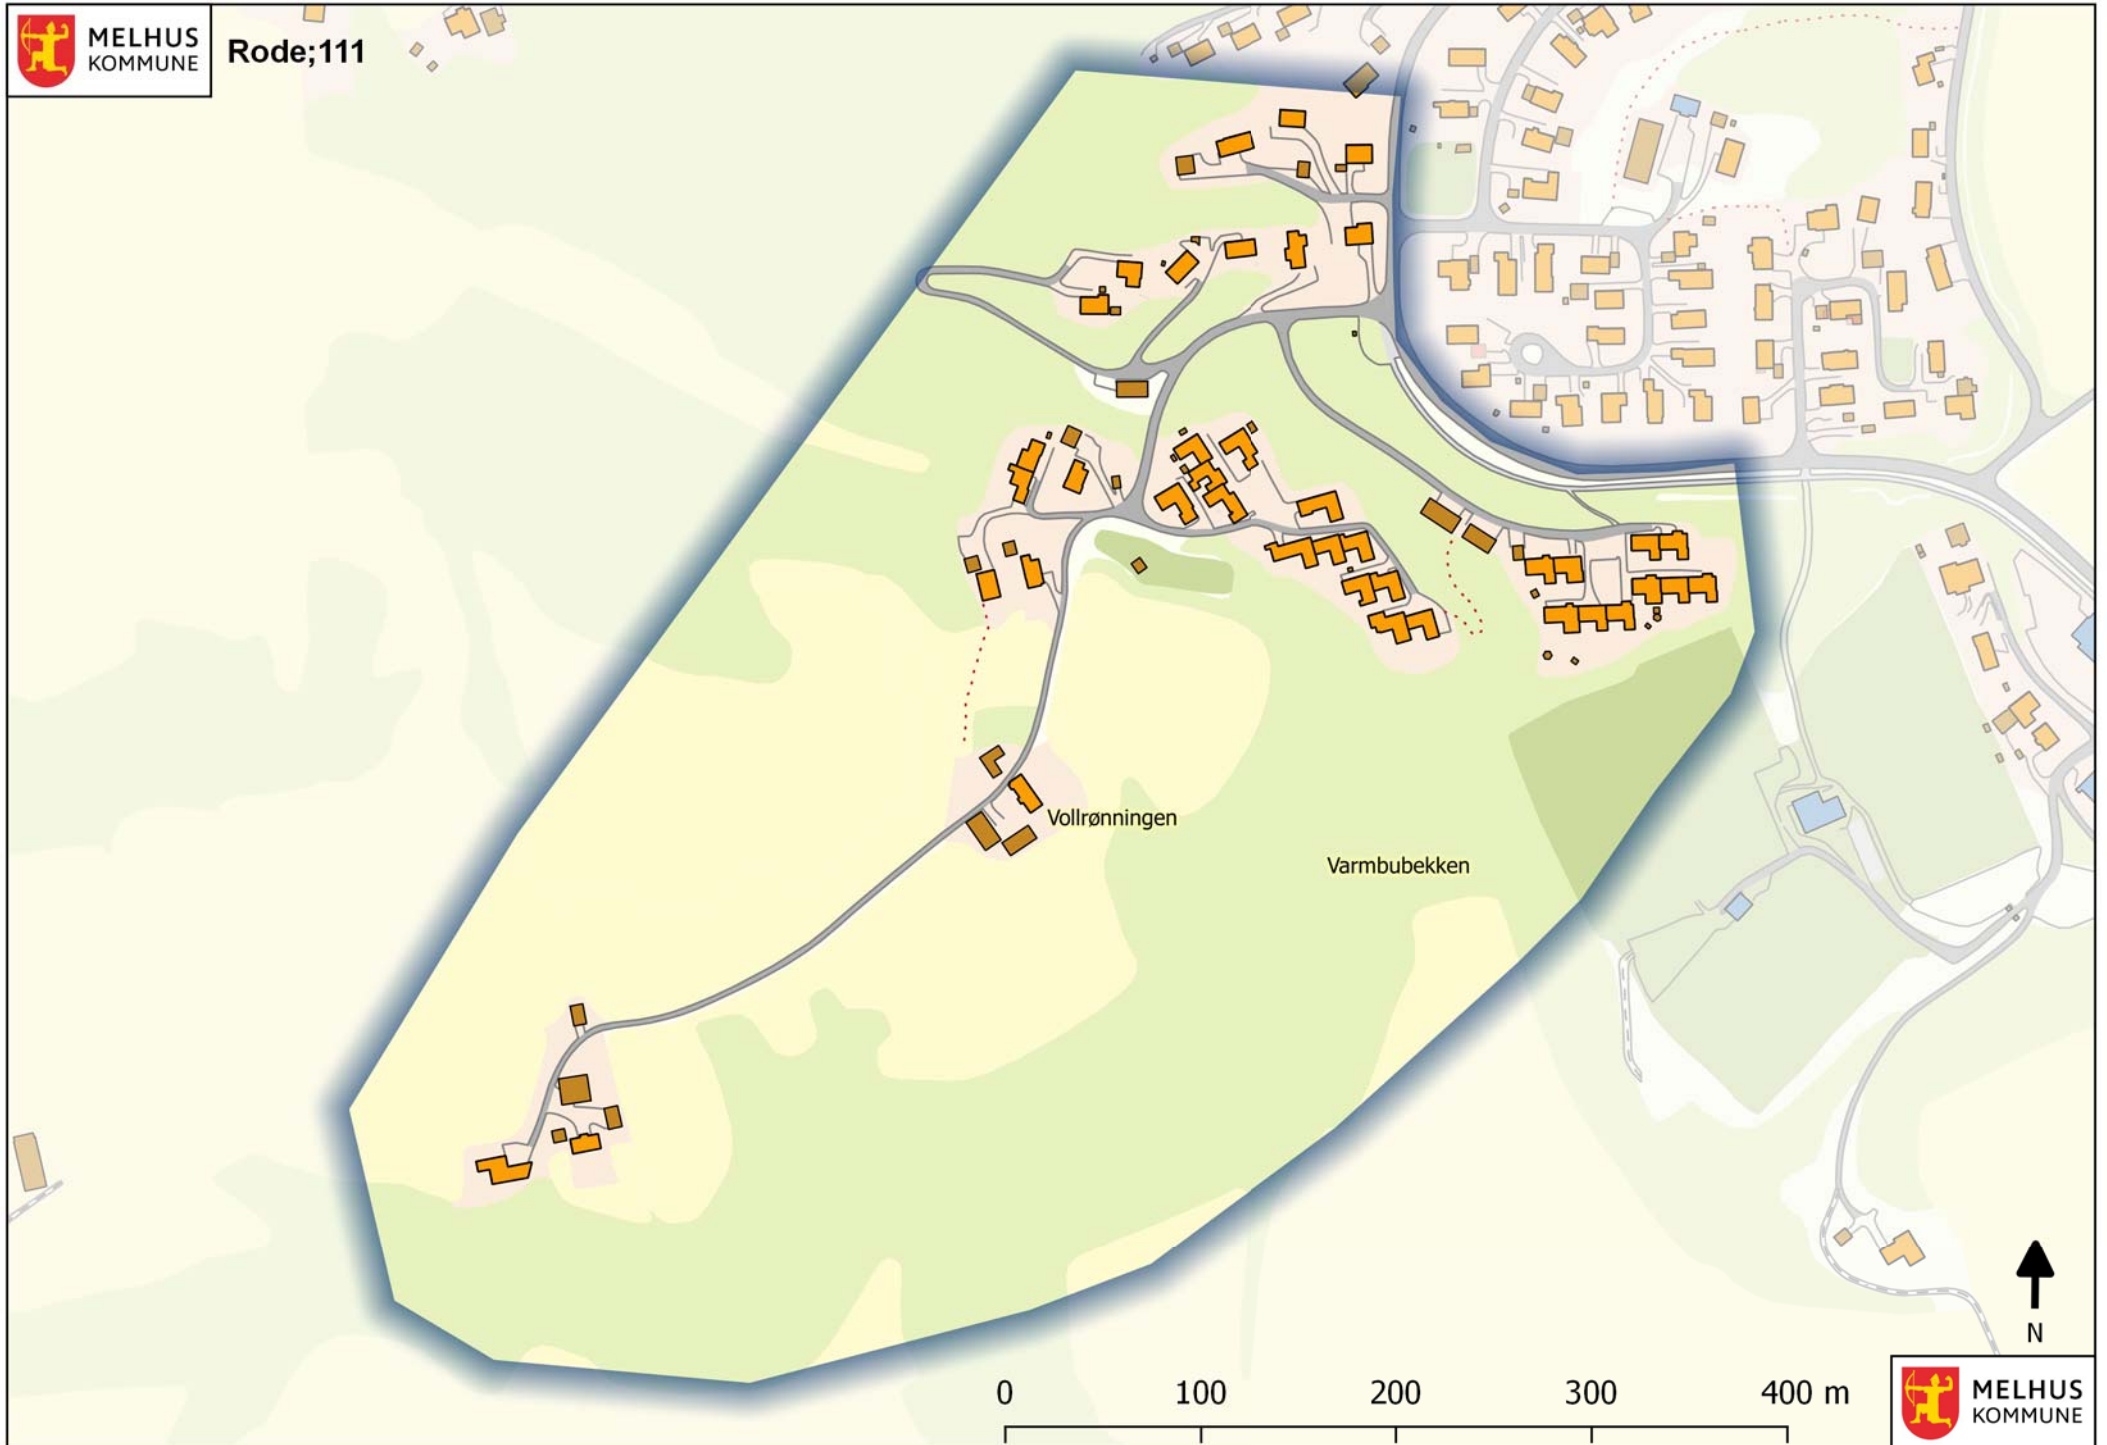 MELHUS
KOMMUNE
Rode;111
Vollrønningen
Varmbubekken
N
0 100 200 300 400 m
MELHUS
KOMMUNE